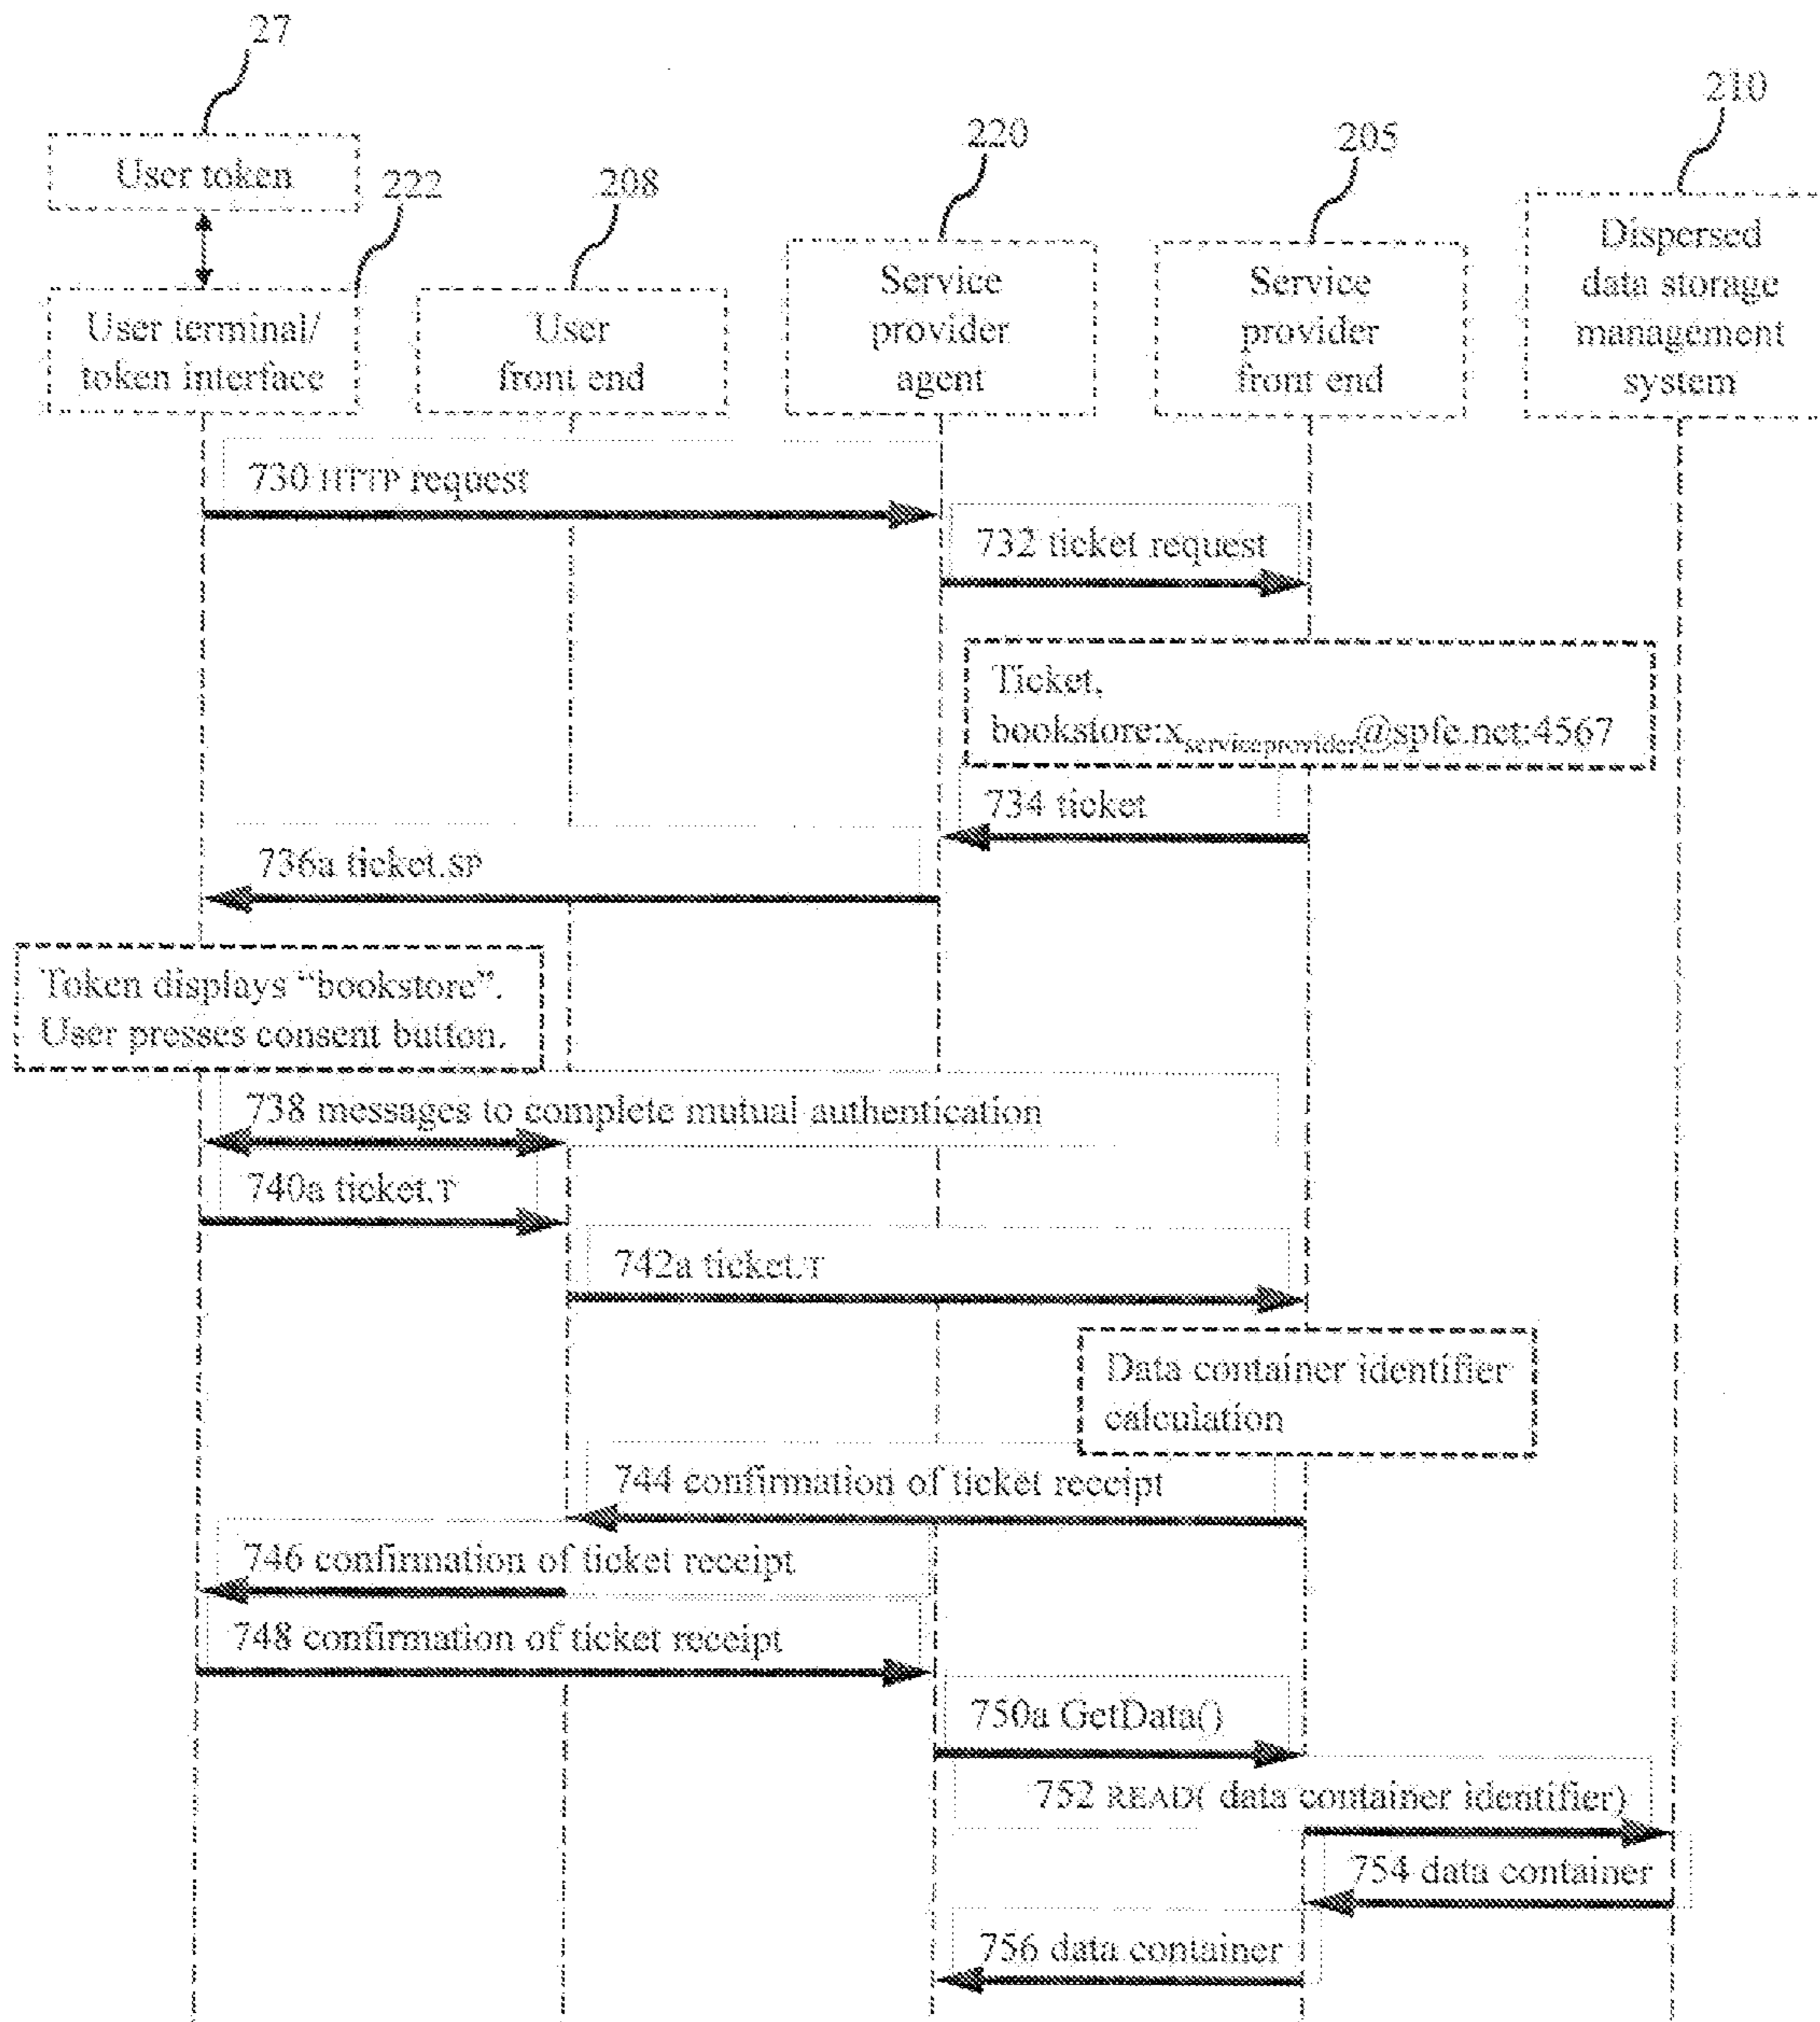 27
210
220
205
User token
222
208
Dispersed
data storage
management
system
Service
provider
agent
Service
provider
front end
User terminal/
token interface
User
front end
730 HTTP request
732 ticket request
Ticket,
bookstore:xserviceprovider@spfe.net:4567
734 ticket
736a ticket.SP
Token displays “bookstore”.
User presses consent button.
738 messages to complete mutual authentication
740a ticket.T
742a ticket.T
Data container identifier
calculation
744 confirmation of ticket receipt
746 confirmation of ticket receipt
748 confirmation of ticket receipt
750a GetData()
752 READ( data container identifier)
754 data container
756 data container